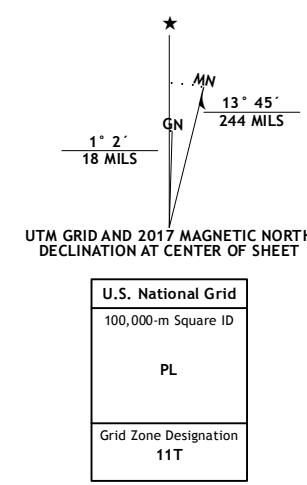 ★
MN
GN
13° 45´
244 MILS
1° 2´
18 MILS
UTM GRID AND 2017 MAGNETIC NORTH
DECLINATION AT CENTER OF SHEET
U.S. National Grid
100,000-m Square ID
PL
Grid Zone Designation
11T